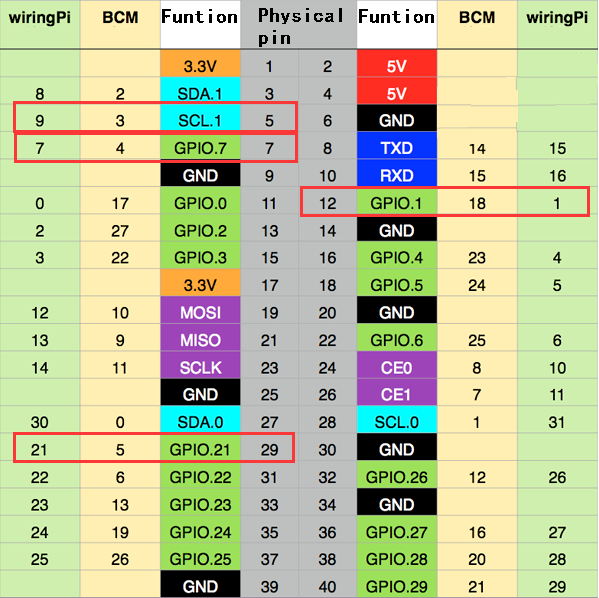 wiringPi BCM Funtion Physical pin Funtion BCM wiringPi
3.3V 1 2 5V
8 2 SDA.1 3 4 5V
9 3 SCL.1 5 6 GND
7 4 GPIO.7 7 8 TXD 14 15
GND 9 10 RXD 15 16
0 17 GPIO.0 11 12 GPIO.1 18 1
2 27 GPIO.2 13 14 GND
3 22 GPIO.3 15 16 GPIO.4 23 4
3.3V 17 18 GPIO.5 24 5
12 10 MOSI 19 20 GND
13 9 MISO 21 22 GPIO.6 25 6
14 11 SCLK 23 24 CE0 8 10
GND 25 26 CE1 7 11
30 0 SDA.0 27 28 SCL.0 1 31
21 5 GPIO.21 29 30 GND
22 6 GPIO.22 31 32 GPIO.26 12 26
23 13 GPIO.23 33 34 GND
24 19 GPIO.24 35 36 GPIO.27 16 27
25 26 GPIO.25 37 38 GPIO.28 20 28
GND 39 40 GPIO.29 21 29